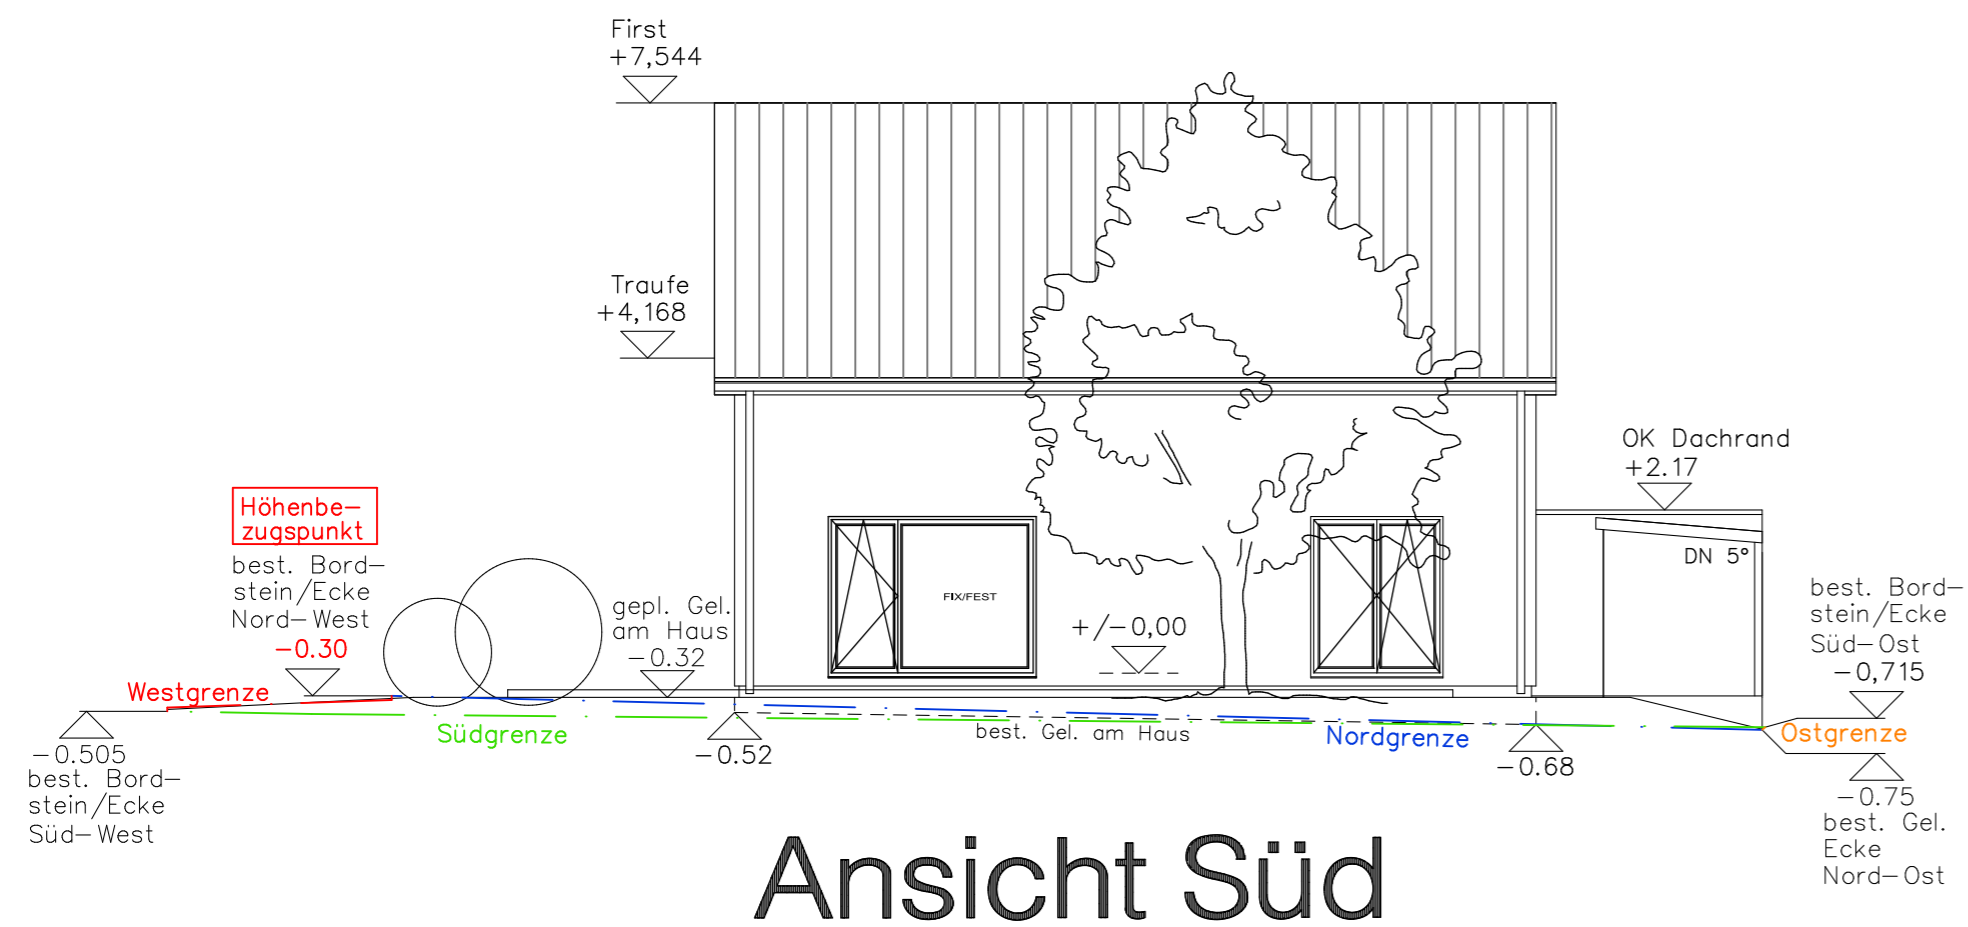 First
+7,544
Traufe
+4,168
OK Dachrand
+2.17
DN 5°
Höhenbe-
zugspunkt
best. Bord-
stein/Ecke
Nord-West
-0.30
gepl. Gel.
am Haus
-0.32
FIX/FEST
+/-0,00
best. Bord-
stein/Ecke
Süd-Ost
-0,715
Westgrenze
Südgrenze
best. Gel. am Haus
Nordgrenze
Ostgrenze
-0.505
best. Bord-
stein/Ecke
Süd-West
-0.52
-0.68
-0.75
best. Gel.
Ecke
Nord-Ost
Ansicht Süd